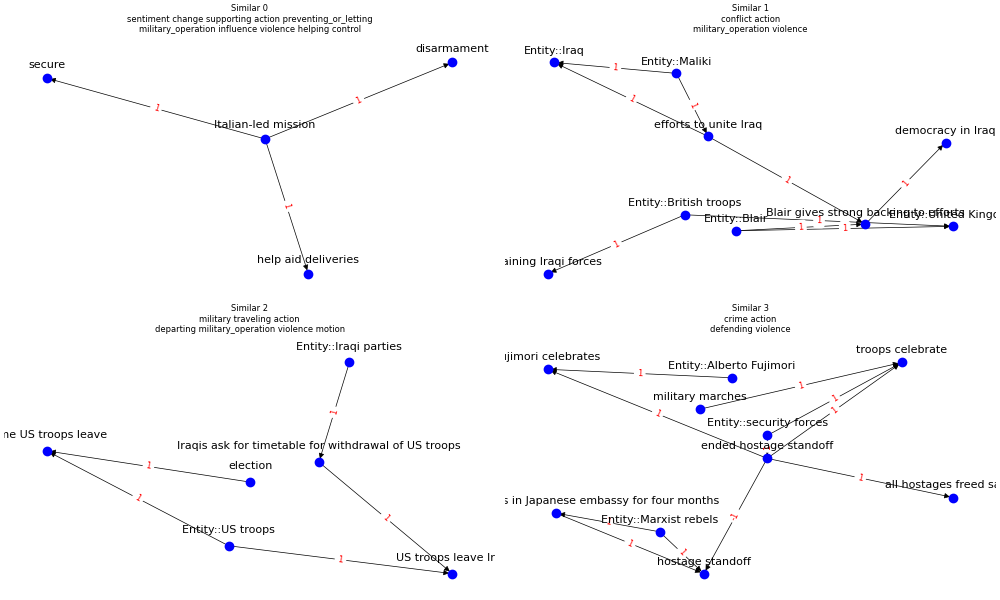 Similar 0
sentiment change supporting action preventing_or_letting
military_operation influence violence helping control
secure
disarmament
Italian-led mission
help aid deliveries
1
1
1
Similar 1
conflict action
military_operation violence
Entity::Iraq
Entity::Maliki
efforts to unite Iraq
democracy in Iraq
Entity::British troops
Entity::Blair
Blair gives strong backing to efforts
Entity::United Kingd
aining Iraqi forces
1
1
1
1
1
1
1
1
1
Similar 2
military traveling action
departing military_operation violence motion
Entity::Iraqi parties
ne US troops leave
Iraqis ask for timetable for withdrawal of US troops
election
Entity::US troops
US troops leave Ir
1
1
1
1
1
Similar 3
crime action
defending violence
troops celebrate
ujimori celebrates
Entity::Alberto Fujimori
military marches
Entity::security forces
ended hostage standoff
all hostages freed sa
s in Japanese embassy for four months
Entity::Marxist rebels
hostage standoff
1
1
1
1
1
1
1
1
1
1